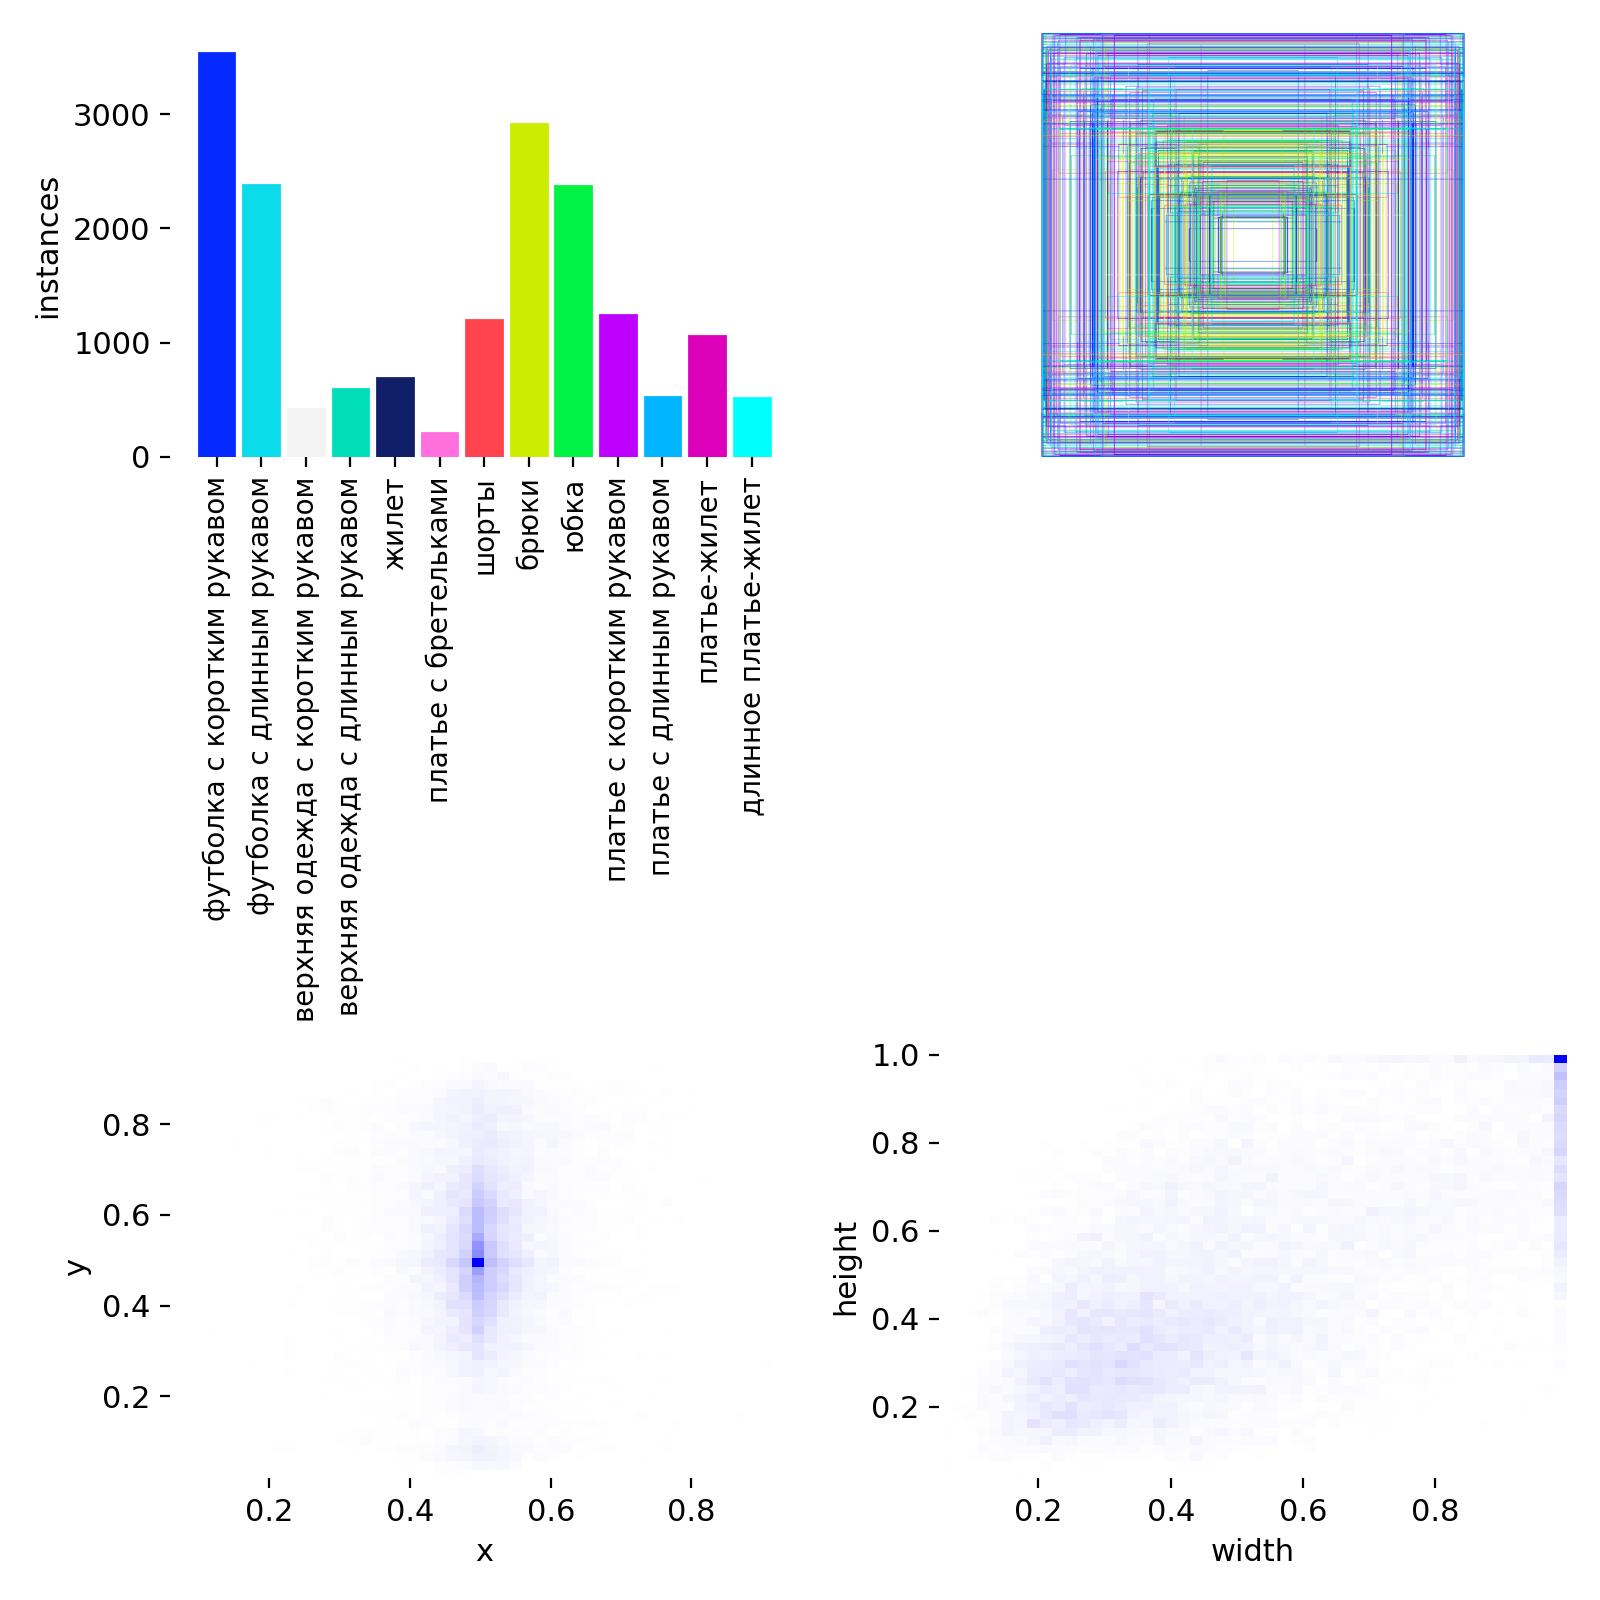 instances
3000
2000
1000
0
футболка с коротким рукавом
футболка с длинным рукавом
верхняя одежда с коротким рукавом
верхняя одежда с длинным рукавом
жилет
платье с бретельками
шорты
брюки
юбка
платье с коротким рукавом
платье с длинным рукавом
платье-жилет
длинное платье-жилет
y
0.8
0.6
0.4
0.2
0.2 0.4 0.6 0.8
x
height
1.0
0.8
0.6
0.4
0.2
0.2 0.4 0.6 0.8
width